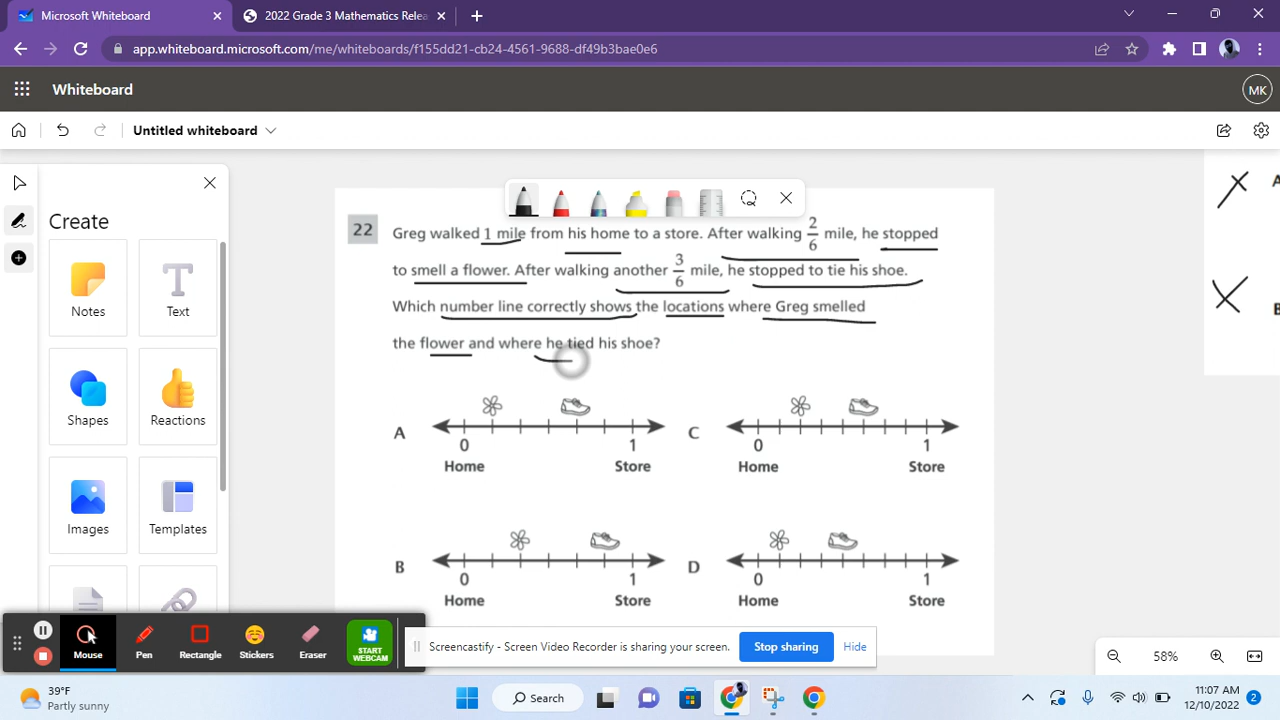 Microsoft Whiteboard
2022 Grade 3 Mathematics Relea
app.whiteboard.microsoft.com/me/whiteboards/f155dd21-cb24-4561-9688-df49b3bae0e6
Whiteboard
MK
Untitled whiteboard
Create
Notes
Text
Shapes
Reactions
Images
Templates
22
Greg walked 1 mile from his home to a store. After walking 2/6 mile, he stopped
to smell a flower. After walking another 3/6 mile, he stopped to tie his shoe.
Which number line correctly shows the locations where Greg smelled
the flower and where he tied his shoe?
A
0 1
Home Store
C
0 1
Home Store
B
0 1
Home Store
D
0 1
Home Store
A
B
Mouse
Pen
Rectangle
Stickers
Eraser
START
WEBCAM
Screencastify - Screen Video Recorder is sharing your screen.
Stop sharing
Hide
58%
39°F
Partly sunny
Search
11:07 AM
12/10/2022
2